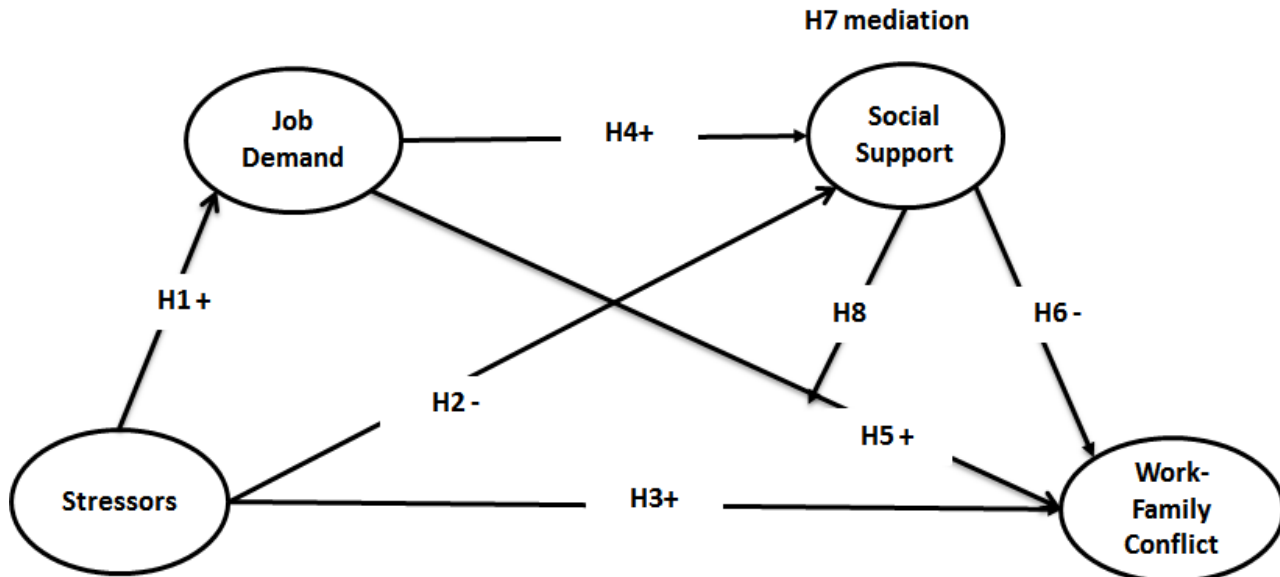 H7 mediation
Job
Demand
H4+
Social
Support
H1 +
H8
H6 -
H2 -
H5 +
Stressors
H3+
Work-
Family
Conflict